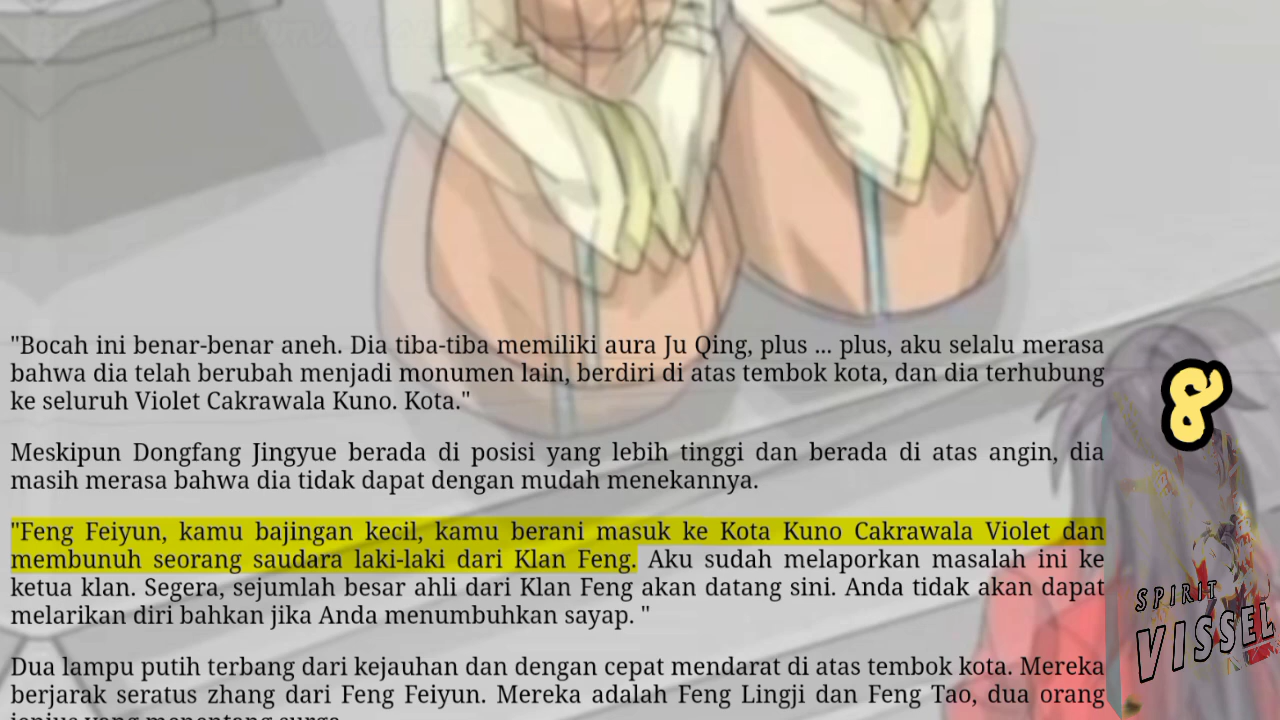 "Bocah ini benar-benar aneh. Dia tiba-tiba memiliki aura Ju Qing, plus ... plus, aku selalu merasa
bahwa dia telah berubah menjadi monumen lain, berdiri di atas tembok kota, dan dia terhubung
ke seluruh Violet Cakrawala Kuno. Kota."
Meskipun Dongfang Jingyue berada di posisi yang lebih tinggi dan berada di atas angin, dia
masih merasa bahwa dia tidak dapat dengan mudah menekannya.
"Feng Feiyun, kamu bajingan kecil, kamu berani masuk ke Kota Kuno Cakrawala Violet dan
membunuh seorang saudara laki-laki dari Klan Feng. Aku sudah melaporkan masalah ini ke
ketua klan. Segera, sejumlah besar ahli dari Klan Feng akan datang sini. Anda tidak akan dapat
melarikan diri bahkan jika Anda menumbuhkan sayap. "
Dua lampu putih terbang dari kejauhan dan dengan cepat mendarat di atas tembok kota. Mereka
berjarak seratus zhang dari Feng Feiyun. Mereka adalah Feng Lingji dan Feng Tao, dua orang
8
SPIRIT
VISSEL